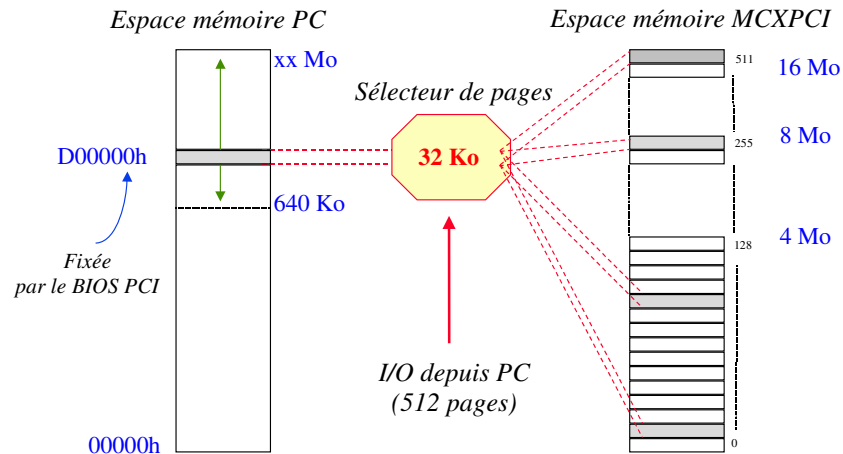 Espace mémoire PC
Espace mémoire MCXPCI
xx Mo
511
16 Mo
Sélecteur de pages
D00000h
32 Ko
255
8 Mo
640 Ko
128
4 Mo
Fixée
par le BIOS PCI
I/O depuis PC
(512 pages)
00000h
0